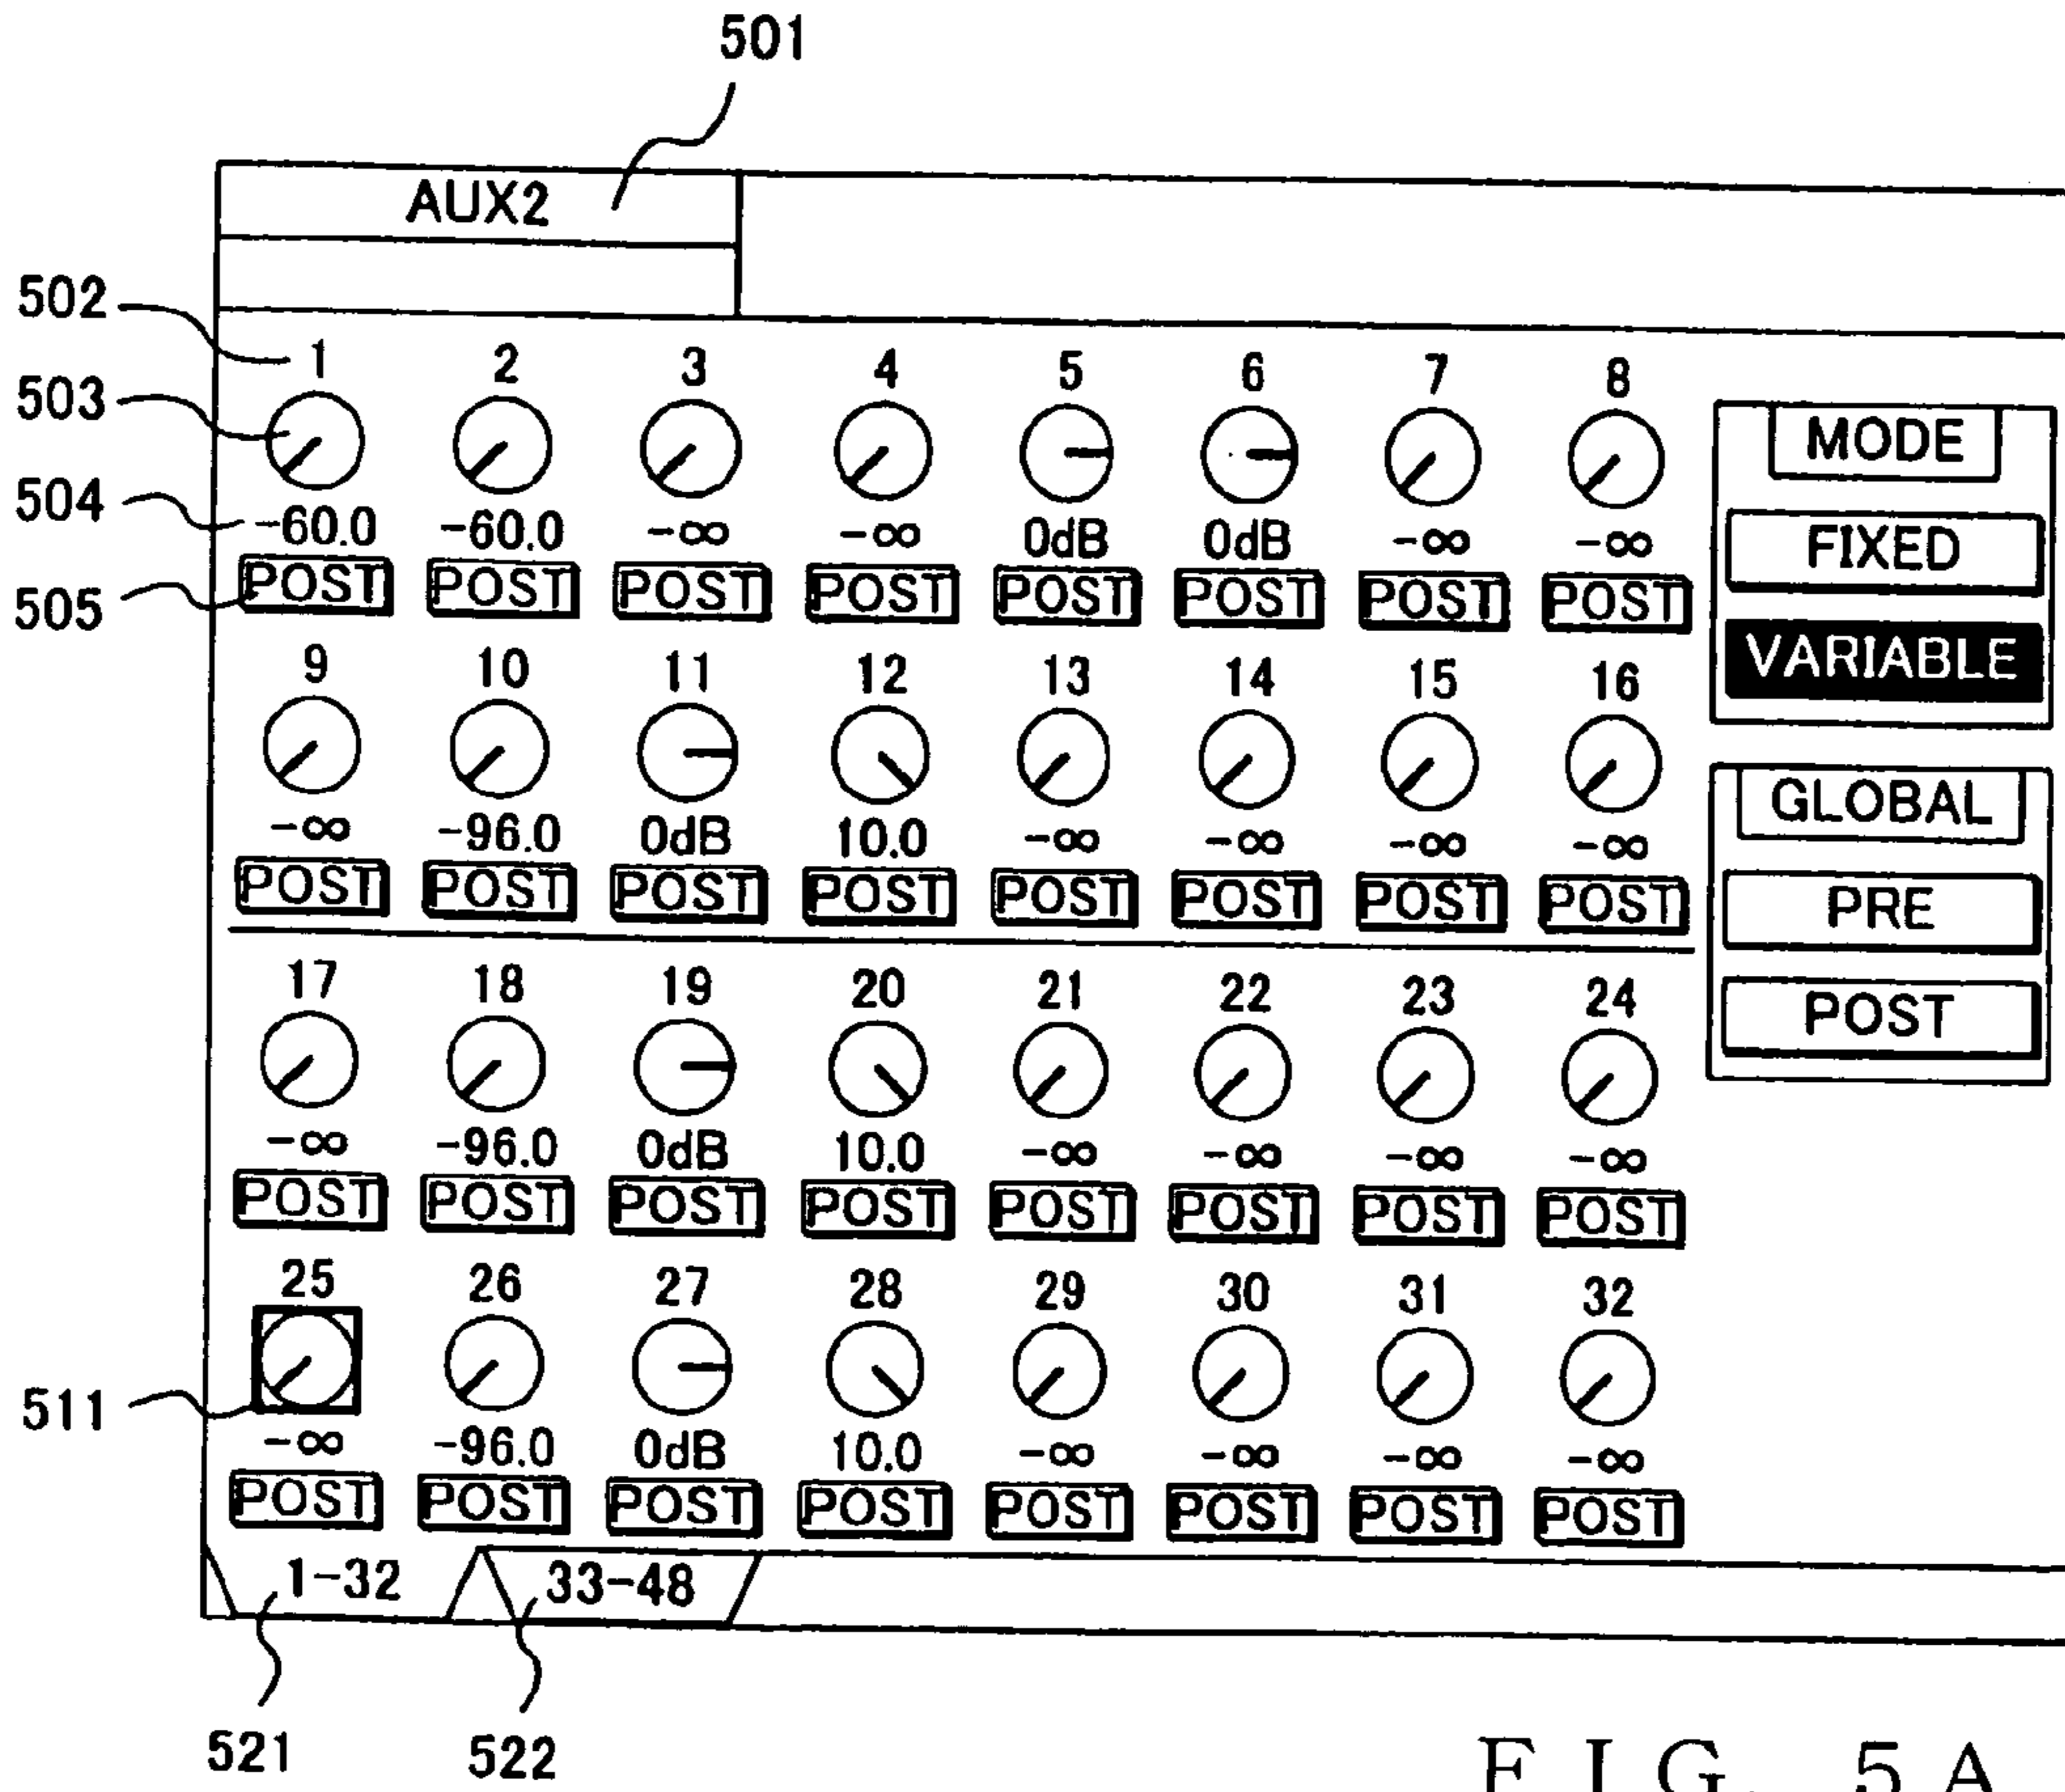 501
AUX2
502
1 2 3 4 5 6 7 8
503
MODE
504
-60.0 -60.0 -∞ -∞ 0dB 0dB -∞ -∞
FIXED
505
POST POST POST POST POST POST POST POST
VARIABLE
9 10 11 12 13 14 15 16
-∞ -96.0 0dB 10.0 -∞ -∞ -∞ -∞
GLOBAL
POST POST POST POST POST POST POST POST
PRE
17 18 19 20 21 22 23 24
POST
-∞ -96.0 0dB 10.0 -∞ -∞ -∞ -∞
POST POST POST POST POST POST POST POST
25 26 27 28 29 30 31 32
511
-∞ -96.0 0dB 10.0 -∞ -∞ -∞ -∞
POST POST POST POST POST POST POST POST
1-32 33-48
521 522
FIG. 5A